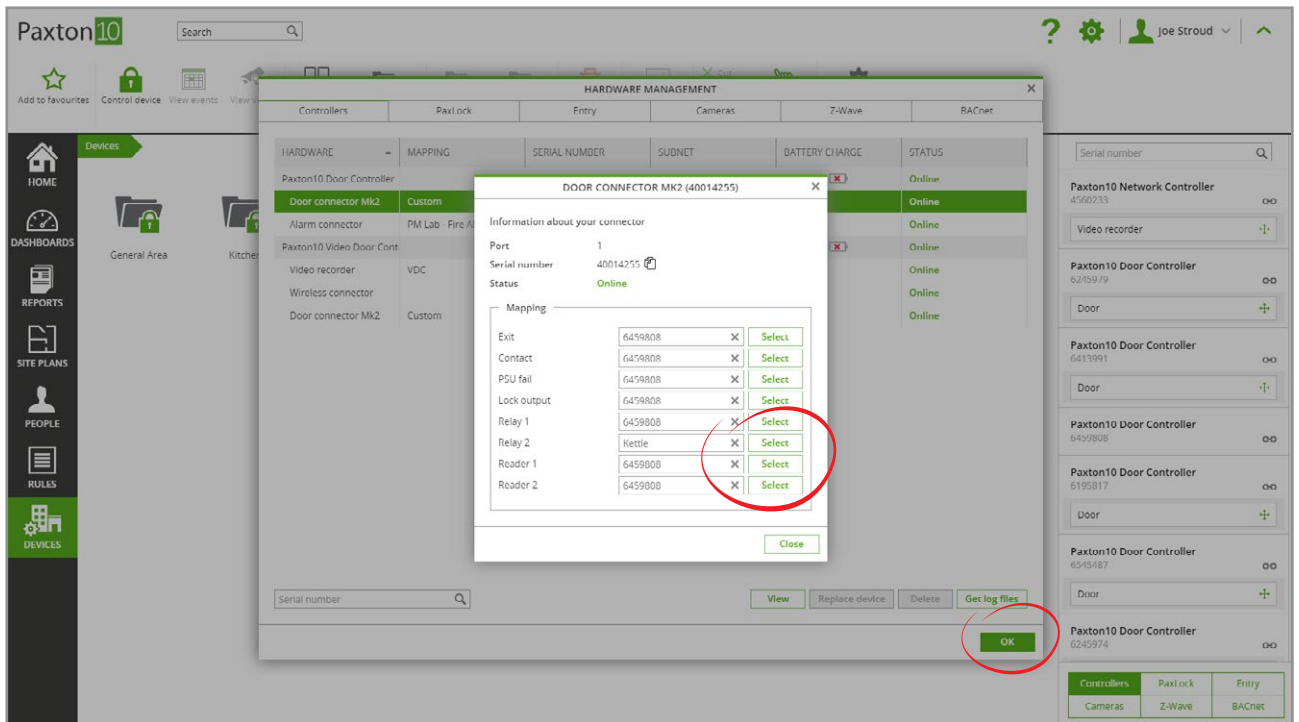 Paxton10
Search
Joe Stroud
Add to favourites
Control device
View events
Cut
HARDWARE MANAGEMENT
Controllers
PaxLock
Entry
Cameras
Z-Wave
BACnet
HARDWARE
MAPPING
SERIAL NUMBER
SUBNET
BATTERY CHARGE
STATUS
Paxton10 Door Controller
Online
Door connector Mk2
Custom
Online
Alarm connector
PM Lab - Fire
Online
Paxton10 Video Door Cont
Online
Video recorder
VDC
Online
Wireless connector
Online
Door connector Mk2
Custom
Online
Serial number
View
Replace device
Delete
Get log files
OK
DOOR CONNECTOR MK2 (40014255)
Information about your connector
Port
1
Serial number
40014255
Status
Online
Mapping
Exit
6459808
Select
Contact
6459808
Select
PSU fail
6459808
Select
Lock output
6459808
Select
Relay 1
6459808
Select
Relay 2
Kettle
Select
Reader 1
6459808
Select
Reader 2
6459808
Select
Close
Devices
General Area
HOME
DASHBOARDS
REPORTS
SITE PLANS
PEOPLE
RULES
DEVICES
Serial number
Paxton10 Network Controller
4560233
Video recorder
Paxton10 Door Controller
6245979
Door
Paxton10 Door Controller
6413991
Door
Paxton10 Door Controller
6459808
Paxton10 Door Controller
6195817
Door
Paxton10 Door Controller
6545487
Door
Paxton10 Door Controller
6245974
Controllers
PaxLock
Entry
Cameras
Z-Wave
BACnet